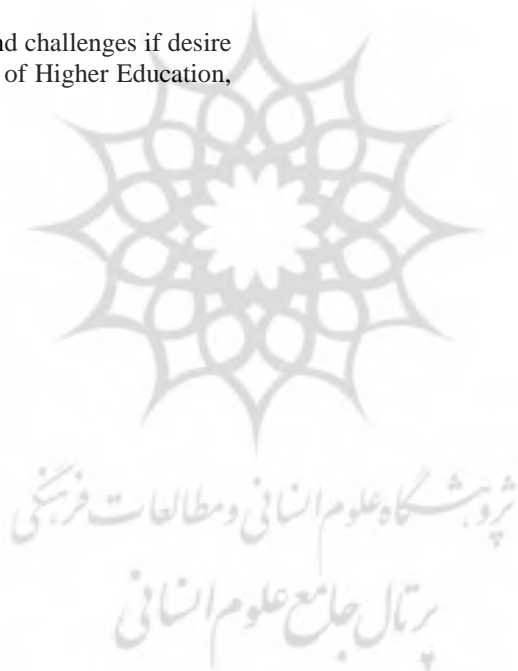 nd challenges if desire
of Higher Education,
پژوهشگاه علوم انسانی و مطالعات فرهنگی
پرتال جامع علوم انسانی